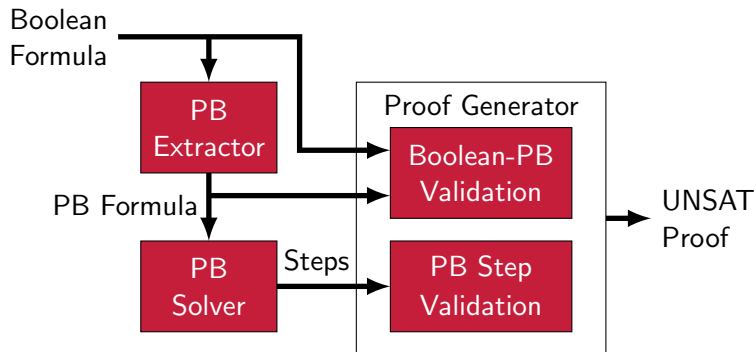 Boolean
Formula
PB
Extractor
Proof Generator
Boolean-PB
Validation
PB Formula
UNSAT
Proof
PB
Solver
Steps
PB Step
Validation